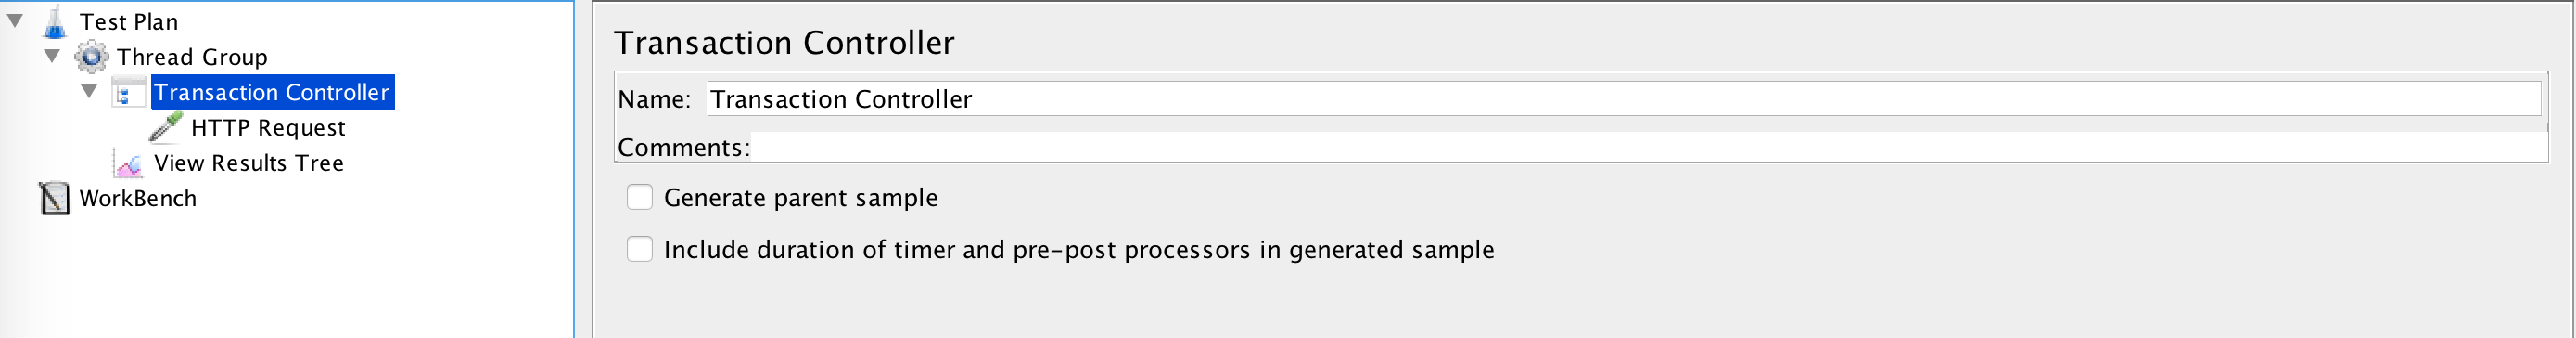 Test Plan
Thread Group
Transaction Controller
HTTP Request
View Results Tree
WorkBench
Transaction Controller
Name: Transaction Controller
Comments:
Generate parent sample
Include duration of timer and pre-post processors in generated sample